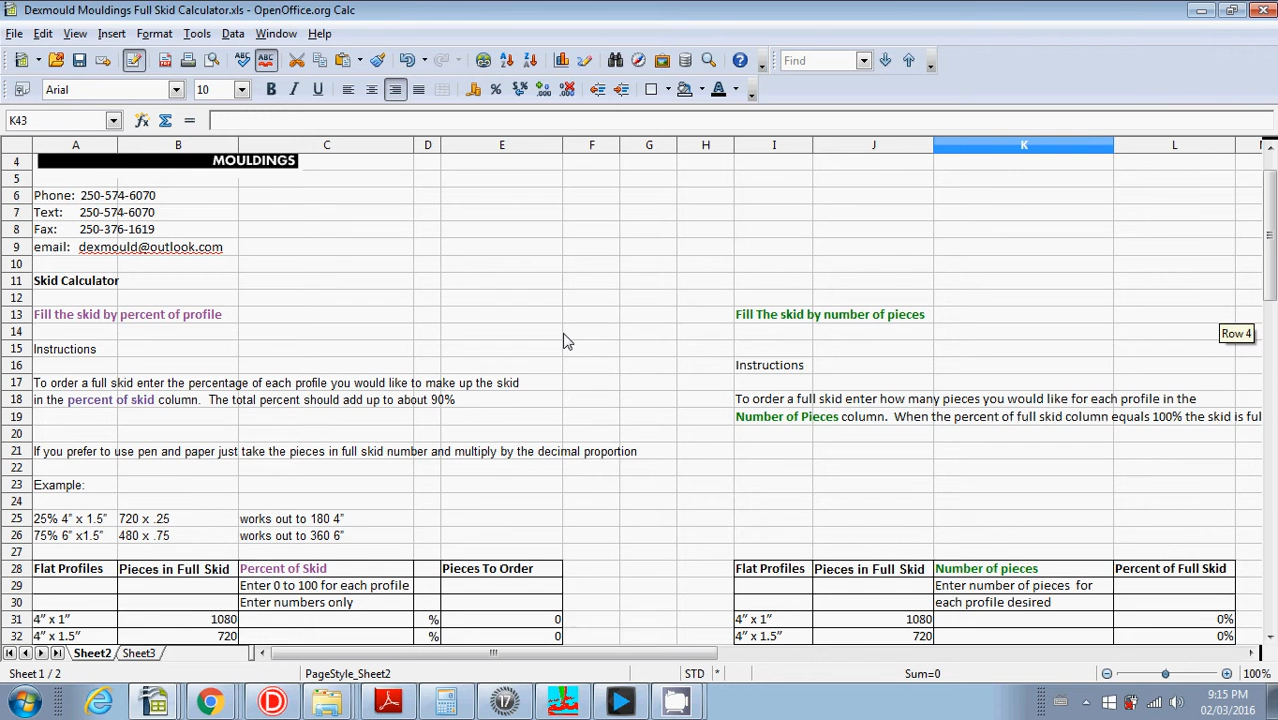 Dexmould Mouldings Full Skid Calculator.xls - OpenOffice.org Calc
File Edit View Insert Format Tools Data Window Help
ABC ABC Find
Arial 10
K43
A B C D E F G H I J K L
4 MOULDINGS
5
6 Phone: 250-574-6070
7 Text: 250-574-6070
8 Fax: 250-376-1619
9 email: dexmould@outlook.com
10
11 Skid Calculator
12
13 Fill the skid by percent of profile Fill The skid by number of pieces
14 Row 4
15 Instructions
16 Instructions
17 To order a full skid enter the percentage of each profile you would like to make up the skid
18 in the percent of skid column. The total percent should add up to about 90% To order a full skid enter how many pieces you would like for each profile in the
19 Number of Pieces column. When the percent of full skid column equals 100% the skid is ful
20
21 If you prefer to use pen and paper just take the pieces in full skid number and multiply by the decimal proportion
22
23 Example:
24
25 25% 4" x 1.5" 720 x .25 works out to 180 4"
26 75% 6" x1.5" 480 x .75 works out to 360 6"
27
28 Flat Profiles Pieces in Full Skid Percent of Skid Pieces To Order Flat Profiles Pieces in Full Skid Number of pieces Percent of Full Skid
29 Enter 0 to 100 for each profile Enter number of pieces for
30 Enter numbers only each profile desired
31 4" x 1" 1080 % 0 4" x 1" 1080 0%
32 4" x 1.5" 720 % 0 4" x 1.5" 720 0%
Sheet2 Sheet3
Sheet 1 / 2 PageStyle_Sheet2 STD * Sum=0 100%
17
9:15 PM
02/03/2016